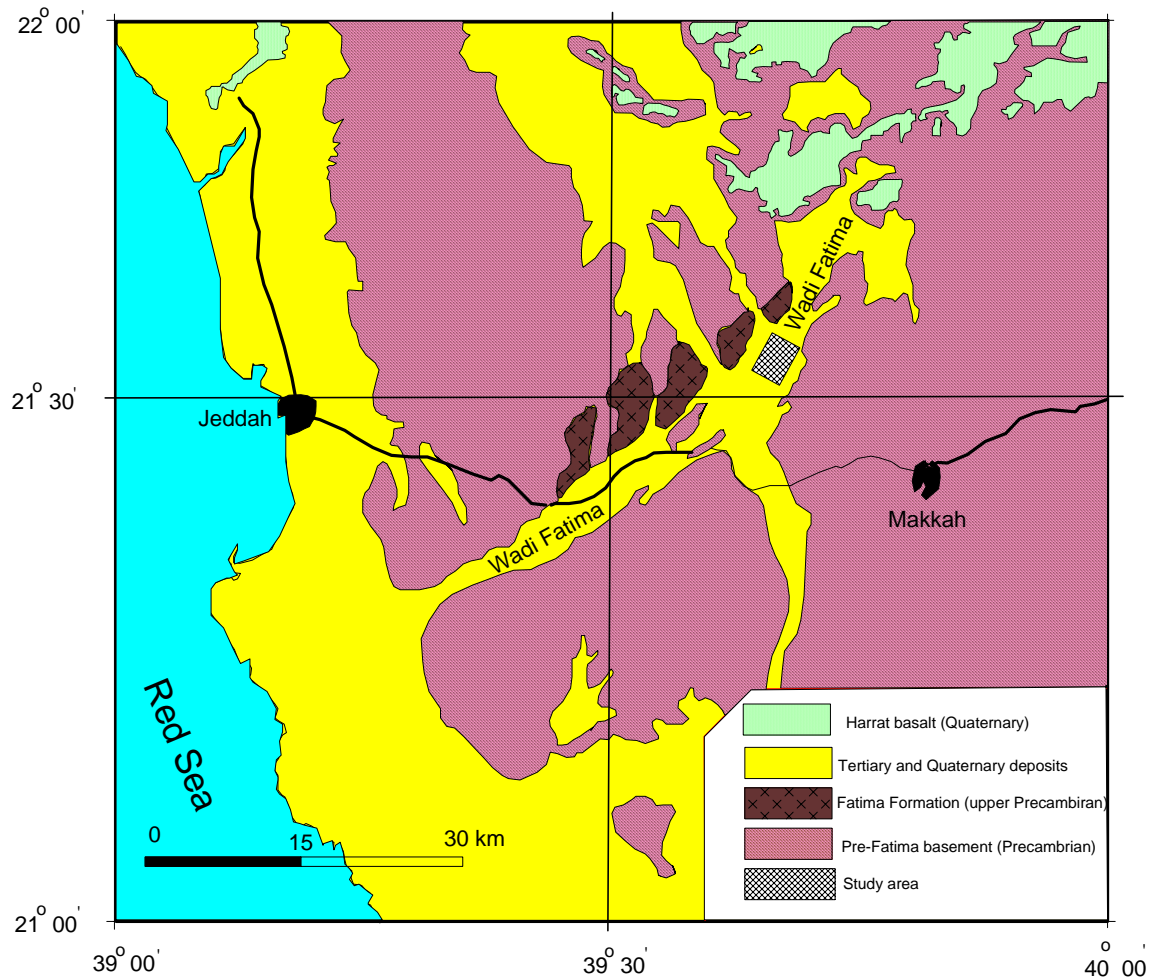 22° 00'
Wadi Fatima
21° 30'
Jeddah
Makkah
Wadi Fatima
Red Sea
Harrat basalt (Quaternary)
Tertiary and Quaternary deposits
Fatima Formation (upper Precambiran)
Pre-Fatima basement (Precambrian)
Study area
0 15 30 km
21° 00'
39° 00' 39° 30' 40° 00'